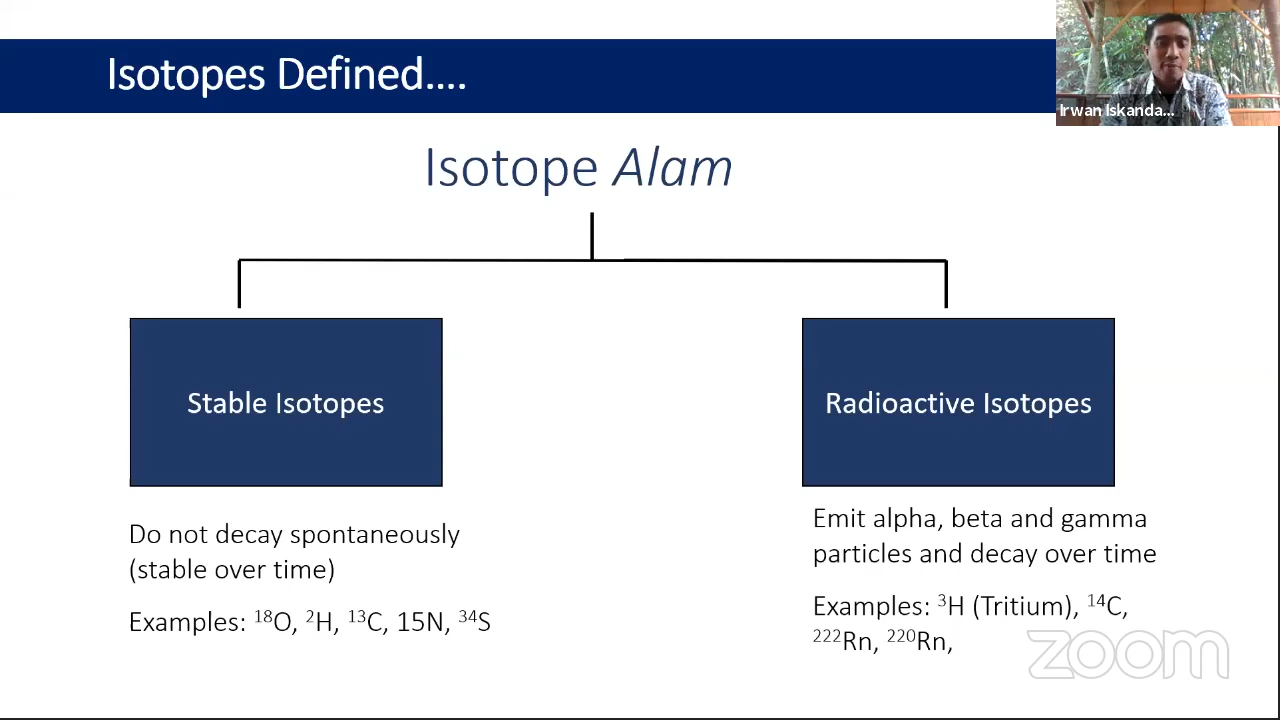 Isotopes Defined....
Irwan Iskanda...
Isotope Alam
Stable Isotopes
Radioactive Isotopes
Do not decay spontaneously
(stable over time)
Examples: ¹⁸O, ²H, ¹³C, 15N, ³⁴S
Emit alpha, beta and gamma
particles and decay over time
Examples: ³H (Tritium), ¹⁴C,
²²²Rn, ²²⁰Rn,
zoom